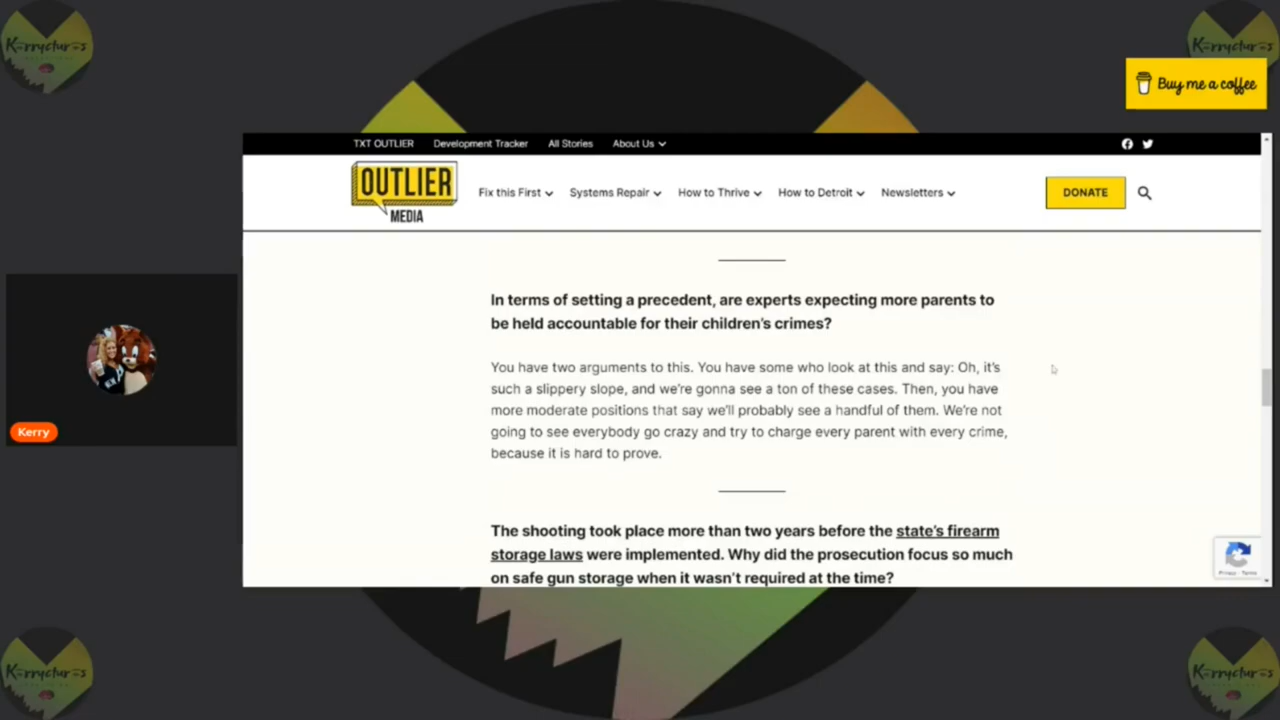 Kerryctures
Kerryctures
Buy me a coffee
TXT OUTLIER Development Tracker All Stories About Us
OUTLIER
MEDIA
Fix this First Systems Repair How to Thrive How to Detroit Newsletters
DONATE
In terms of setting a precedent, are experts expecting more parents to
be held accountable for their children's crimes?
You have two arguments to this. You have some who look at this and say: Oh, it's
such a slippery slope, and we're gonna see a ton of these cases. Then, you have
more moderate positions that say we'll probably see a handful of them. We're not
going to see everybody go crazy and try to charge every parent with every crime,
because it is hard to prove.
Kerry
The shooting took place more than two years before the state's firearm
storage laws were implemented. Why did the prosecution focus so much
on safe gun storage when it wasn't required at the time?
Privacy - Terms
Kerryctures
Kerryctures